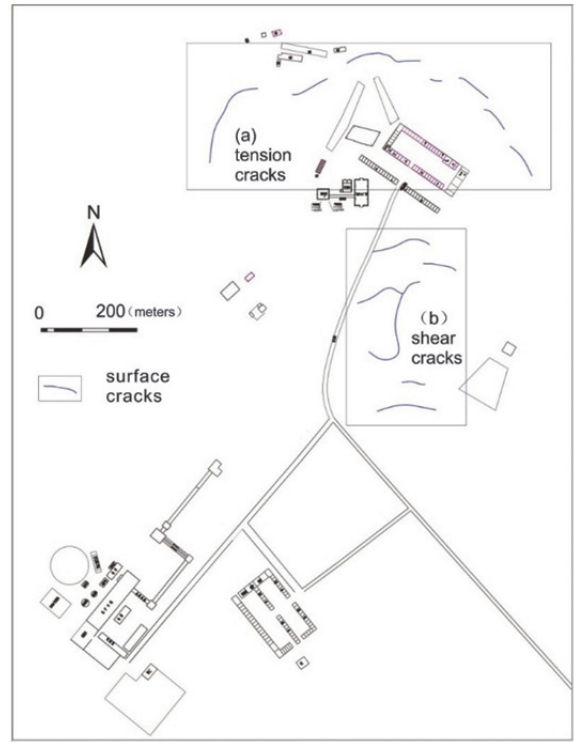 (a)
tension
cracks
N
0 200（meters）
（b）
shear
cracks
surface
cracks